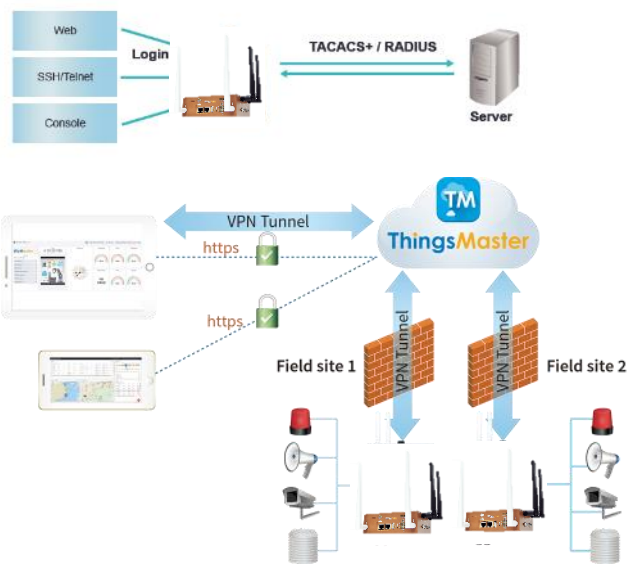 Web
SSH/Telnet
Console
Login
TACACS+ / RADIUS
Server
VPN Tunnel
https
https
TM
ThingsMaster
VPN Tunnel
VPN Tunnel
Field site 1
Field site 2